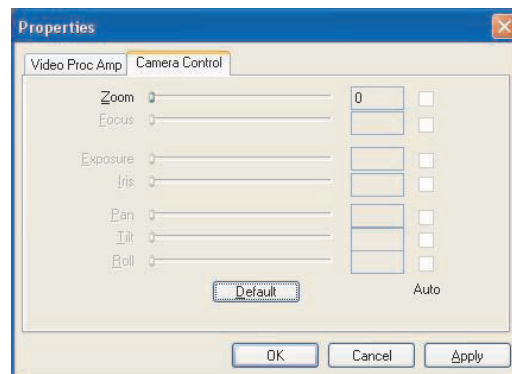 Properties
Video Proc Amp Camera Control
Zoom 0
Focus
Exposure
Iris
Pan
Tilt
Roll
Default Auto
OK Cancel Apply